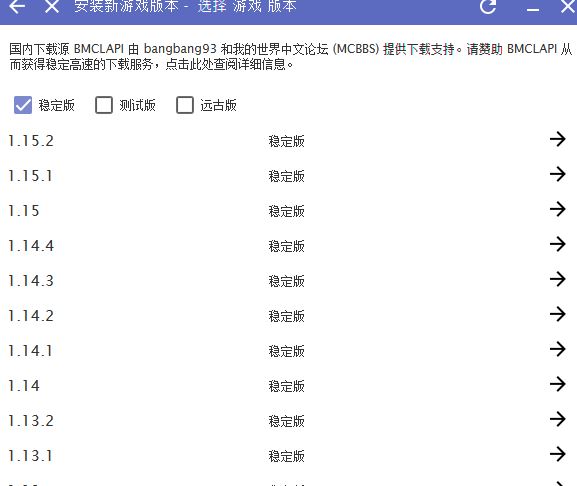 安装新游戏版本 - 选择 游戏 版本
国内下载源 BMCLAPI 由 bangbang93 和我的世界中文论坛 (MCBBS) 提供下载支持。请赞助 BMCLAPI 从
而获得稳定高速的下载服务，点击此处查阅详细信息。
稳定版 测试版 远古版
1.15.2 稳定版
1.15.1 稳定版
1.15 稳定版
1.14.4 稳定版
1.14.3 稳定版
1.14.2 稳定版
1.14.1 稳定版
1.14 稳定版
1.13.2 稳定版
1.13.1 稳定版